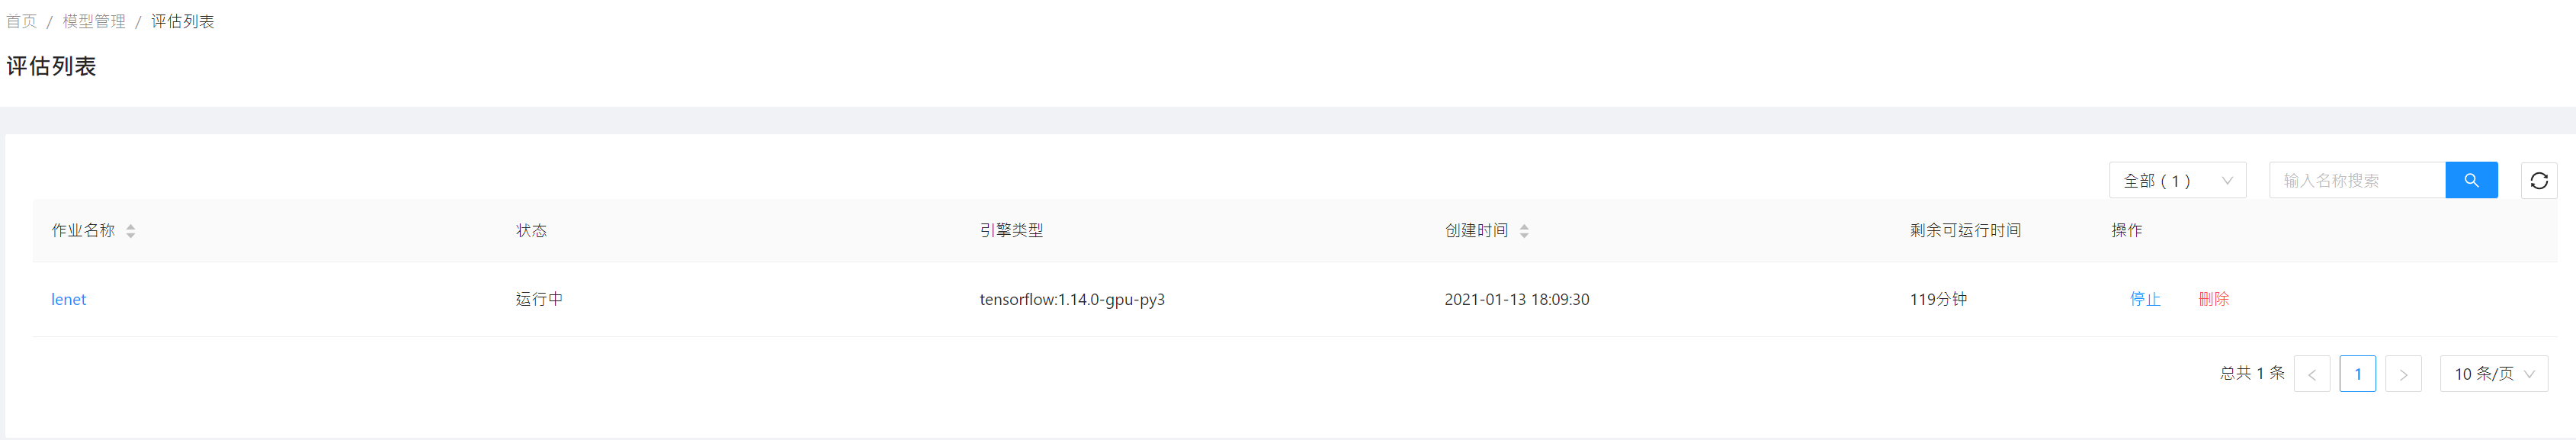 首页 / 模型管理 / 评估列表
评估列表
全部 ( 1 ) 输入名称搜索
作业名称 状态 引擎类型 创建时间 剩余可运行时间 操作
lenet 运行中 tensorflow:1.14.0-gpu-py3 2021-01-13 18:09:30 119分钟 停止 删除
总共 1 条 < 1 > 10 条/页